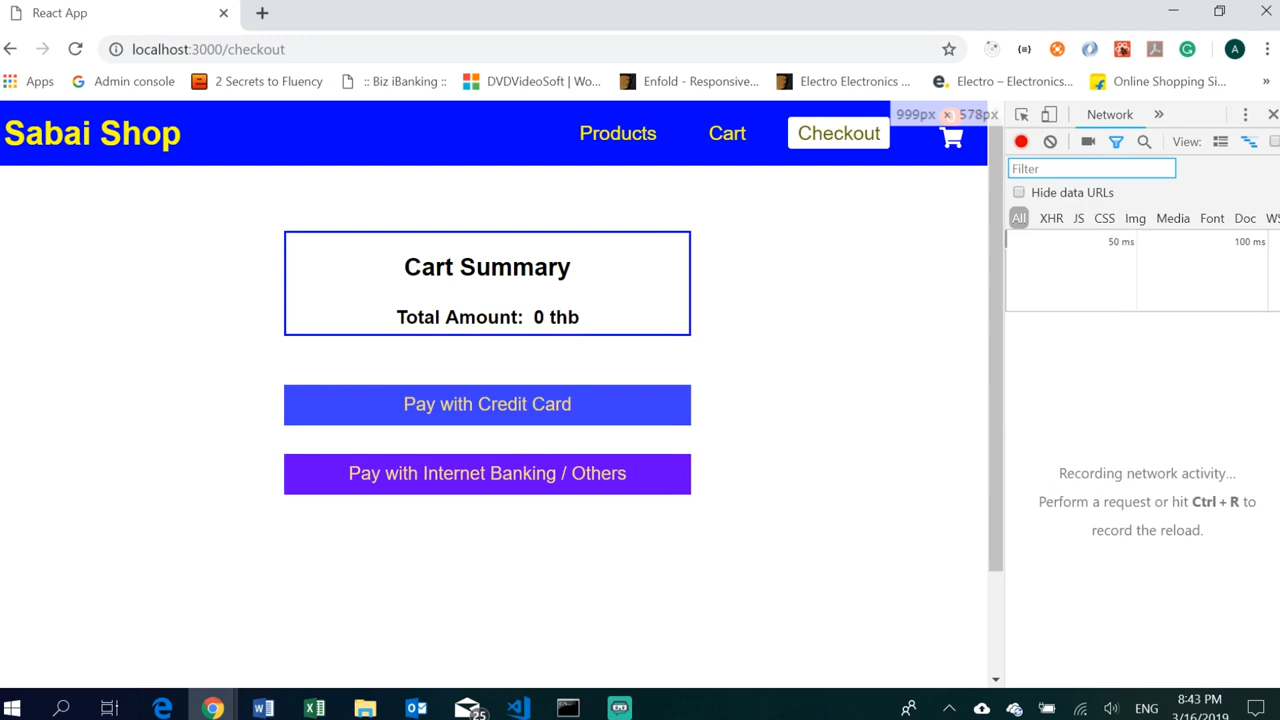 React App
localhost:3000/checkout
A
Apps
Admin console
2 Secrets to Fluency
:: Biz iBanking ::
DVDVideoSoft | Wo...
Enfold - Responsive...
Electro Electronics ...
Electro – Electronics...
Online Shopping Si...
»
Sabai Shop
Products
Cart
Checkout
999px × 578px
Network
»
View:
Filter
Hide data URLs
All
XHR
JS
CSS
Img
Media
Font
Doc
WS
50 ms
100 ms
Cart Summary
Total Amount: 0 thb
Pay with Credit Card
Pay with Internet Banking / Others
Recording network activity...
Perform a request or hit Ctrl + R to
record the reload.
25
ENG
8:43 PM
3/16/2019